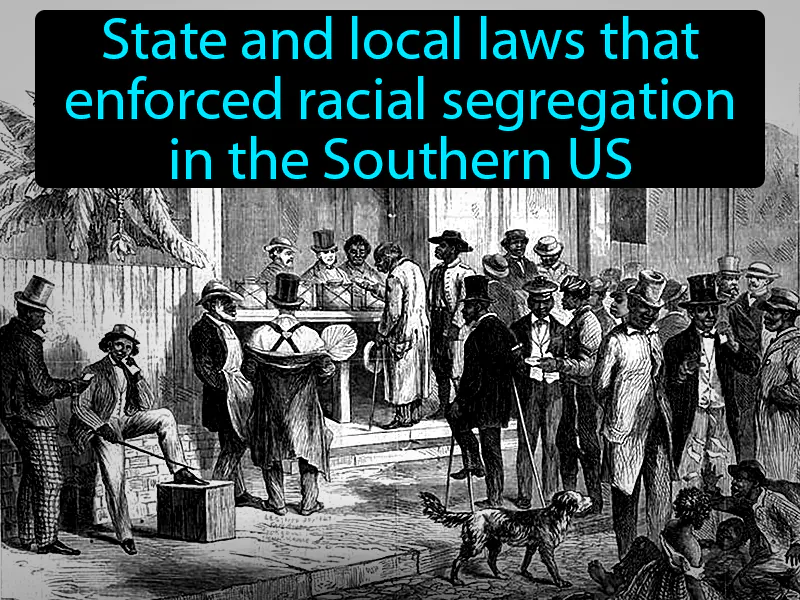 State and local laws that
enforced racial segregation
in the Southern US